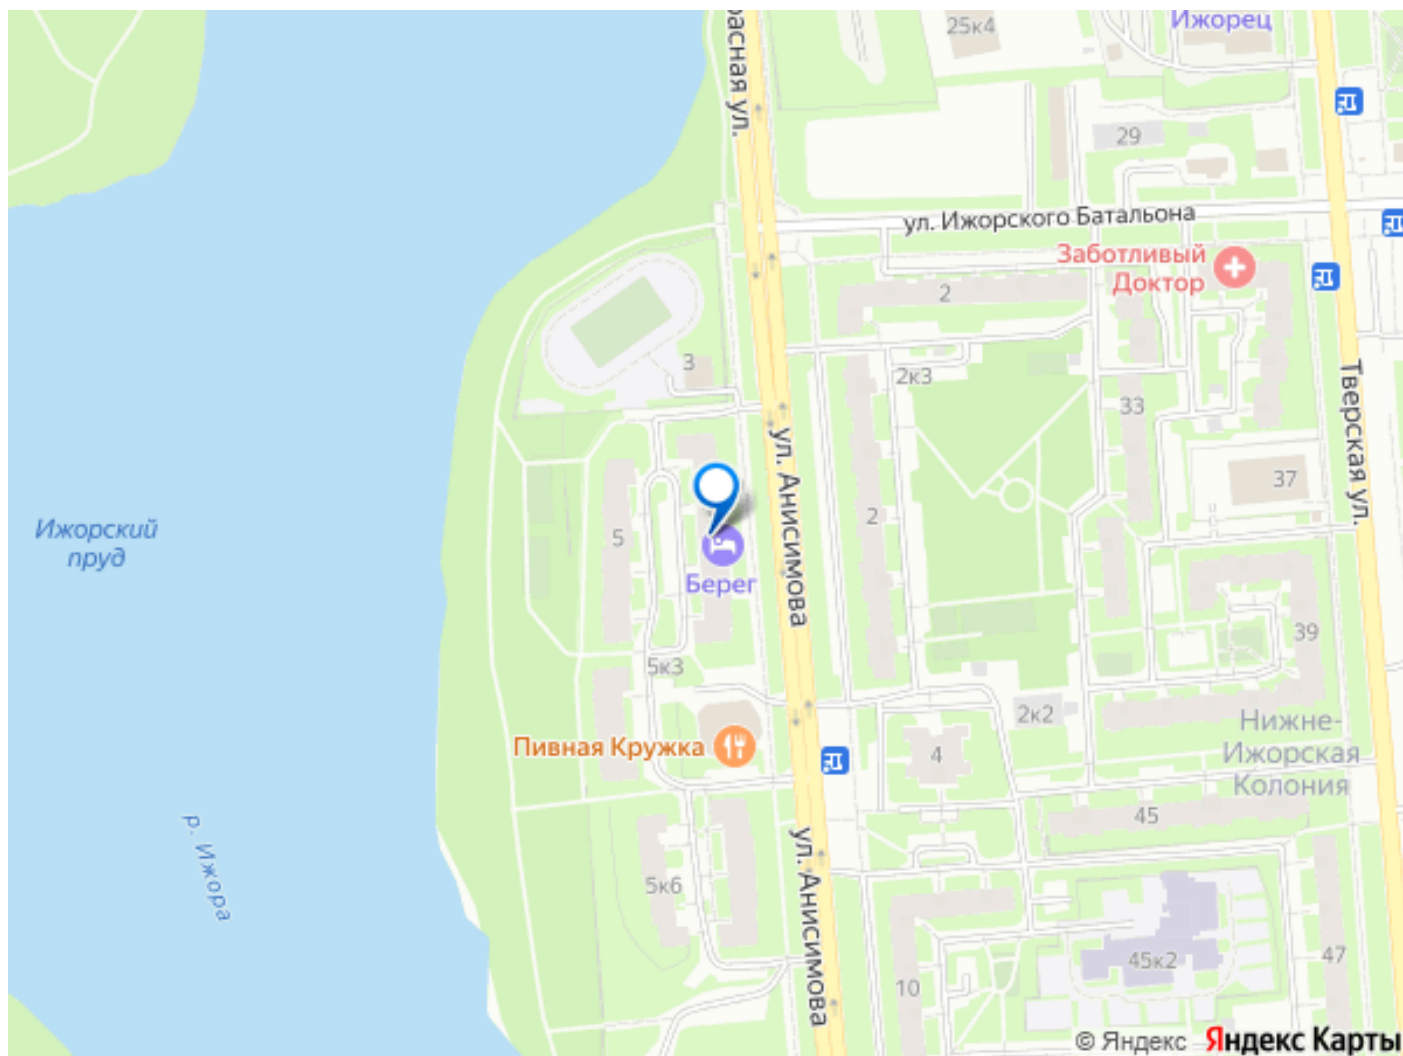 Ижорец
25к4
расная ул.
29
ул. Ижорского Батальона
Заботливый
Доктор
2
3
2к3
33
Тверская ул.
ул. Анисимова
37
Ижорский
пруд
5
2
Берег
39
5к3
2к2
Нижне-
Ижорская
Колония
Пивная Кружка
4
45
р. Ижора
ул. Анисимова
5к6
10
45к2
47
© Яндекс Яндекс Карты